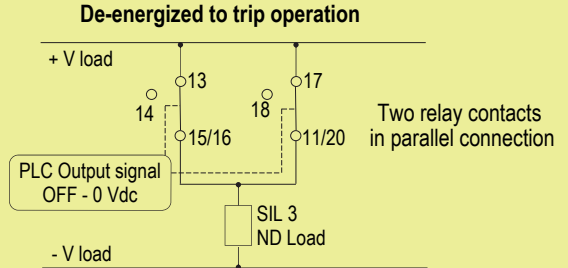 De-energized to trip operation
+ V load
13
17
14
18
Two relay contacts
in parallel connection
15/16
11/20
PLC Output signal
OFF - 0 Vdc
SIL 3
ND Load
- V load